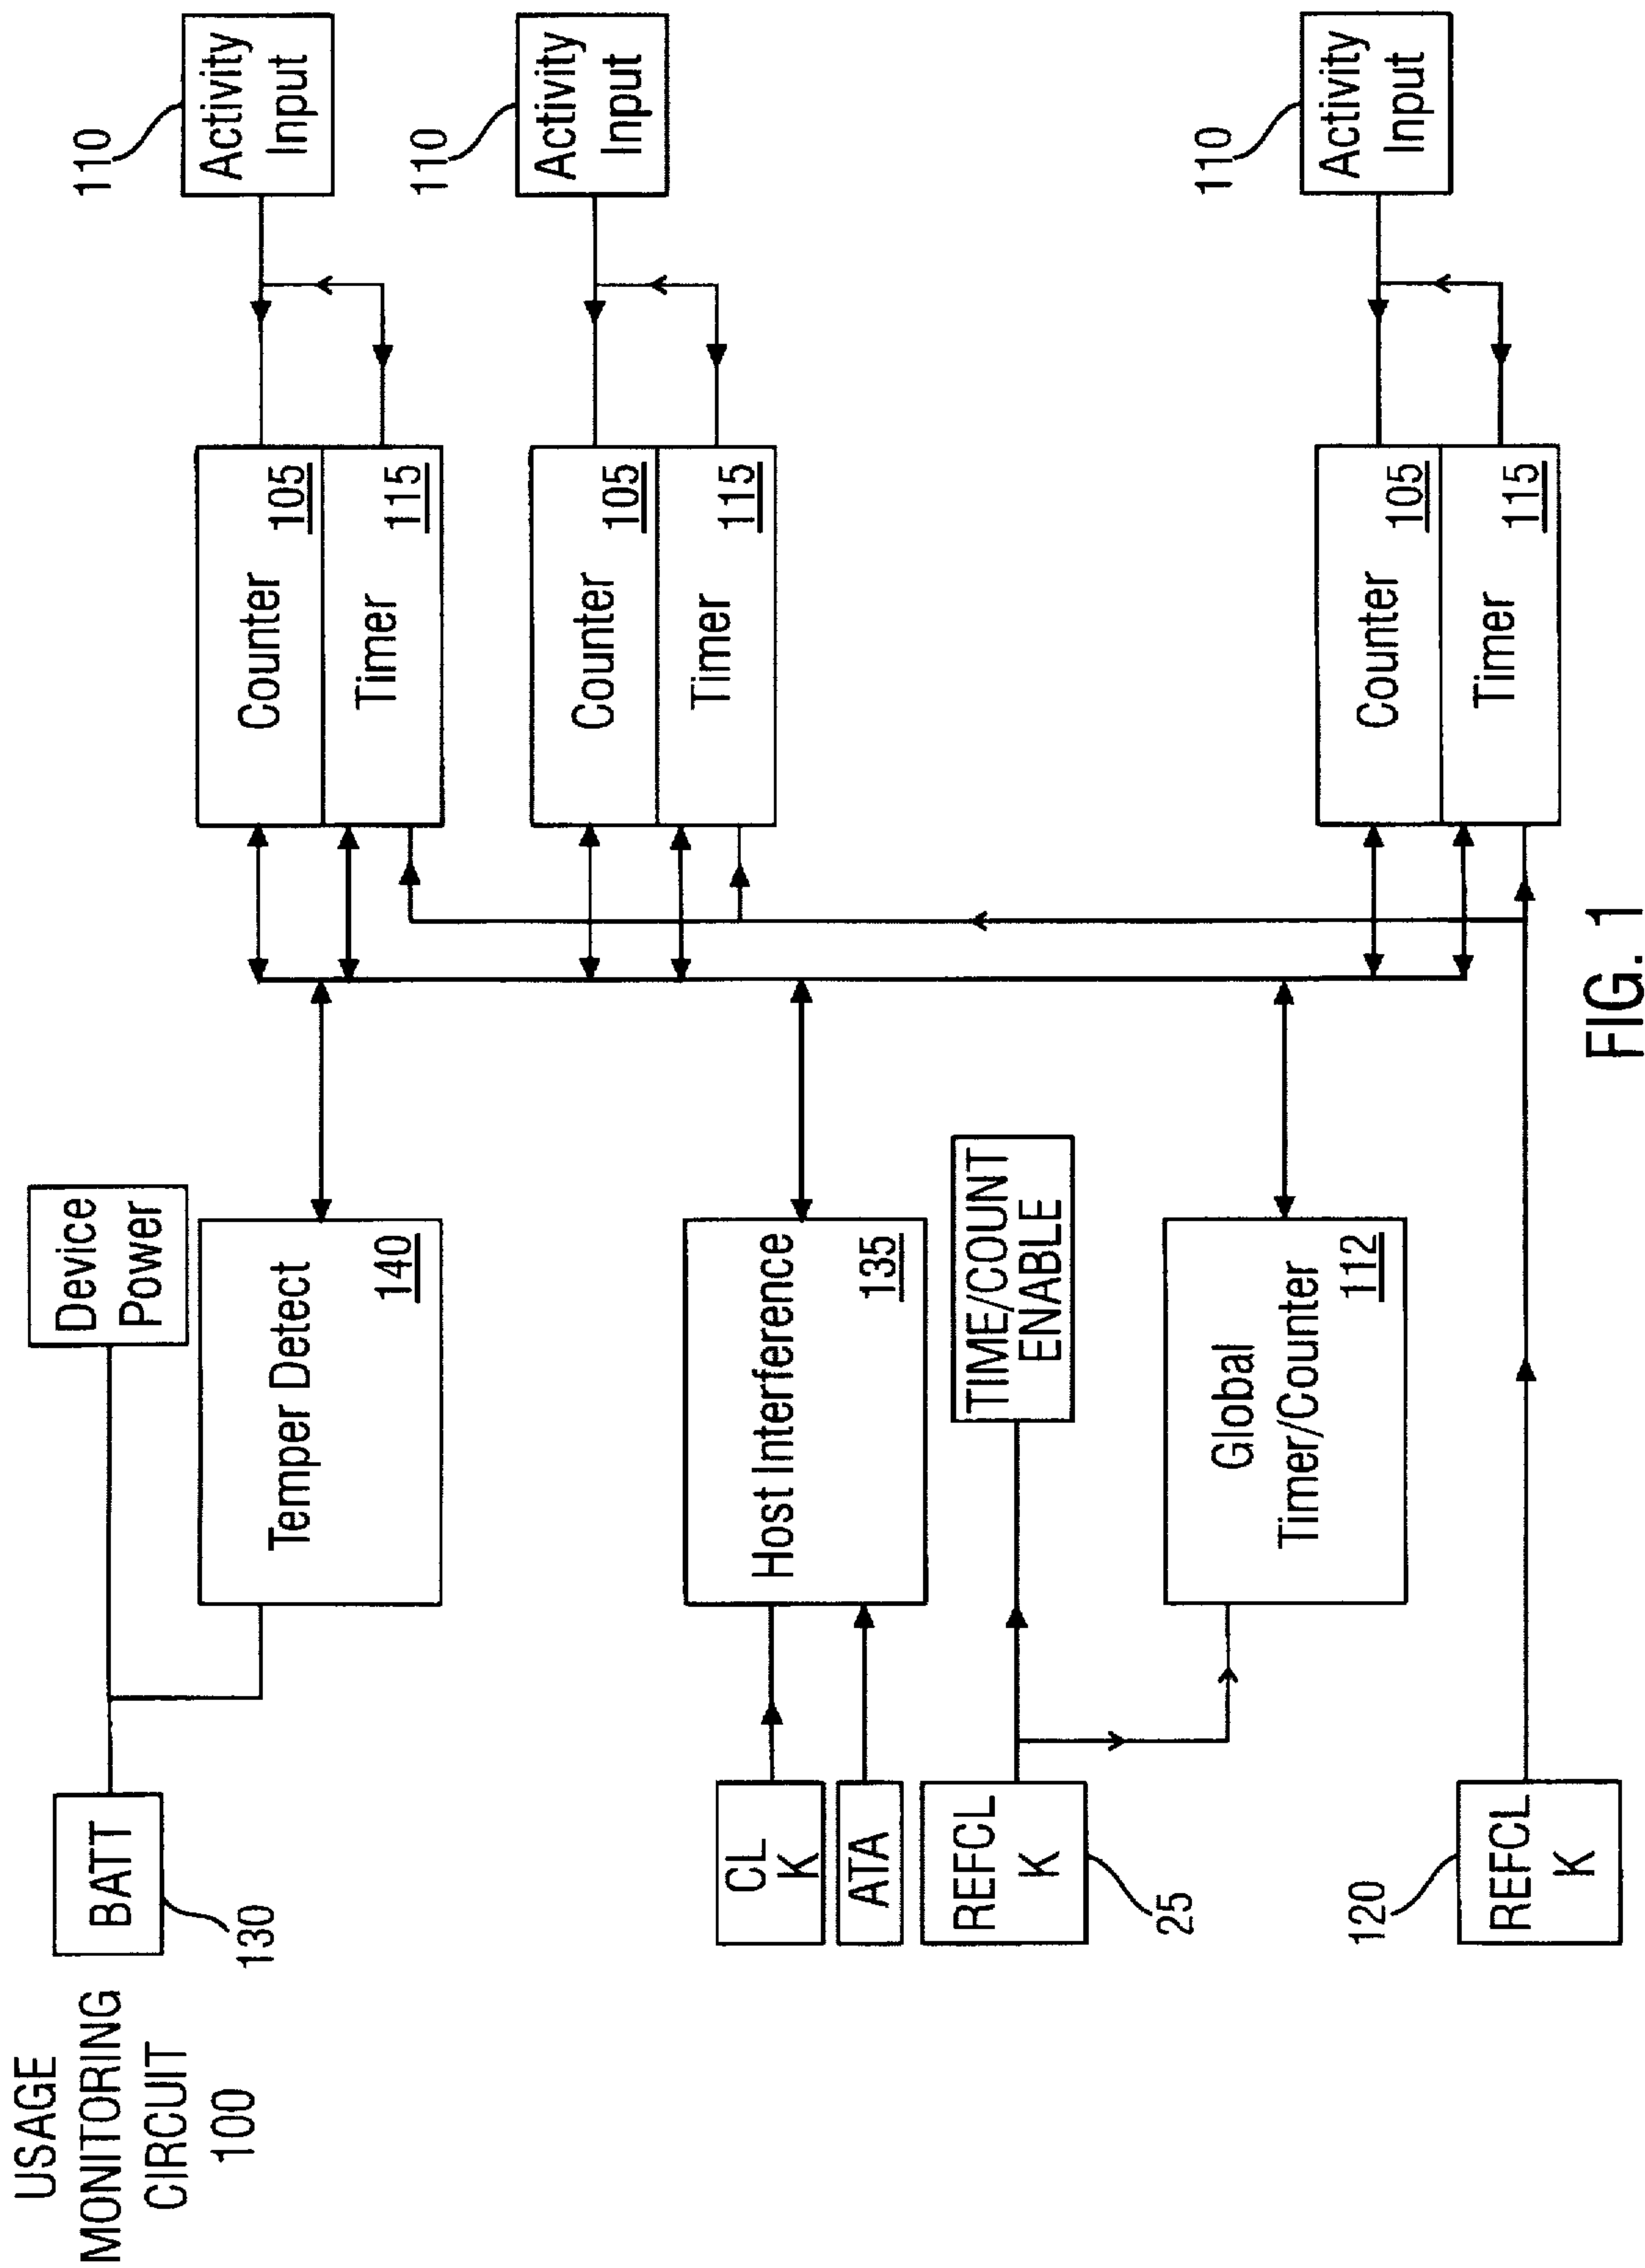 USAGE
MONITORING
CIRCUIT
100
BATT
130
Device
Power
Temper Detect
140
CL
K
ATA
Host Interference
135
REFCL
K
25
TIME/COUNT
ENABLE
Global
Timer/Counter
112
REFCL
K
120
Counter
105
Timer
115
110
Activity
Input
Counter
105
Timer
115
110
Activity
Input
Counter
105
Timer
115
110
Activity
Input
FIG. 1